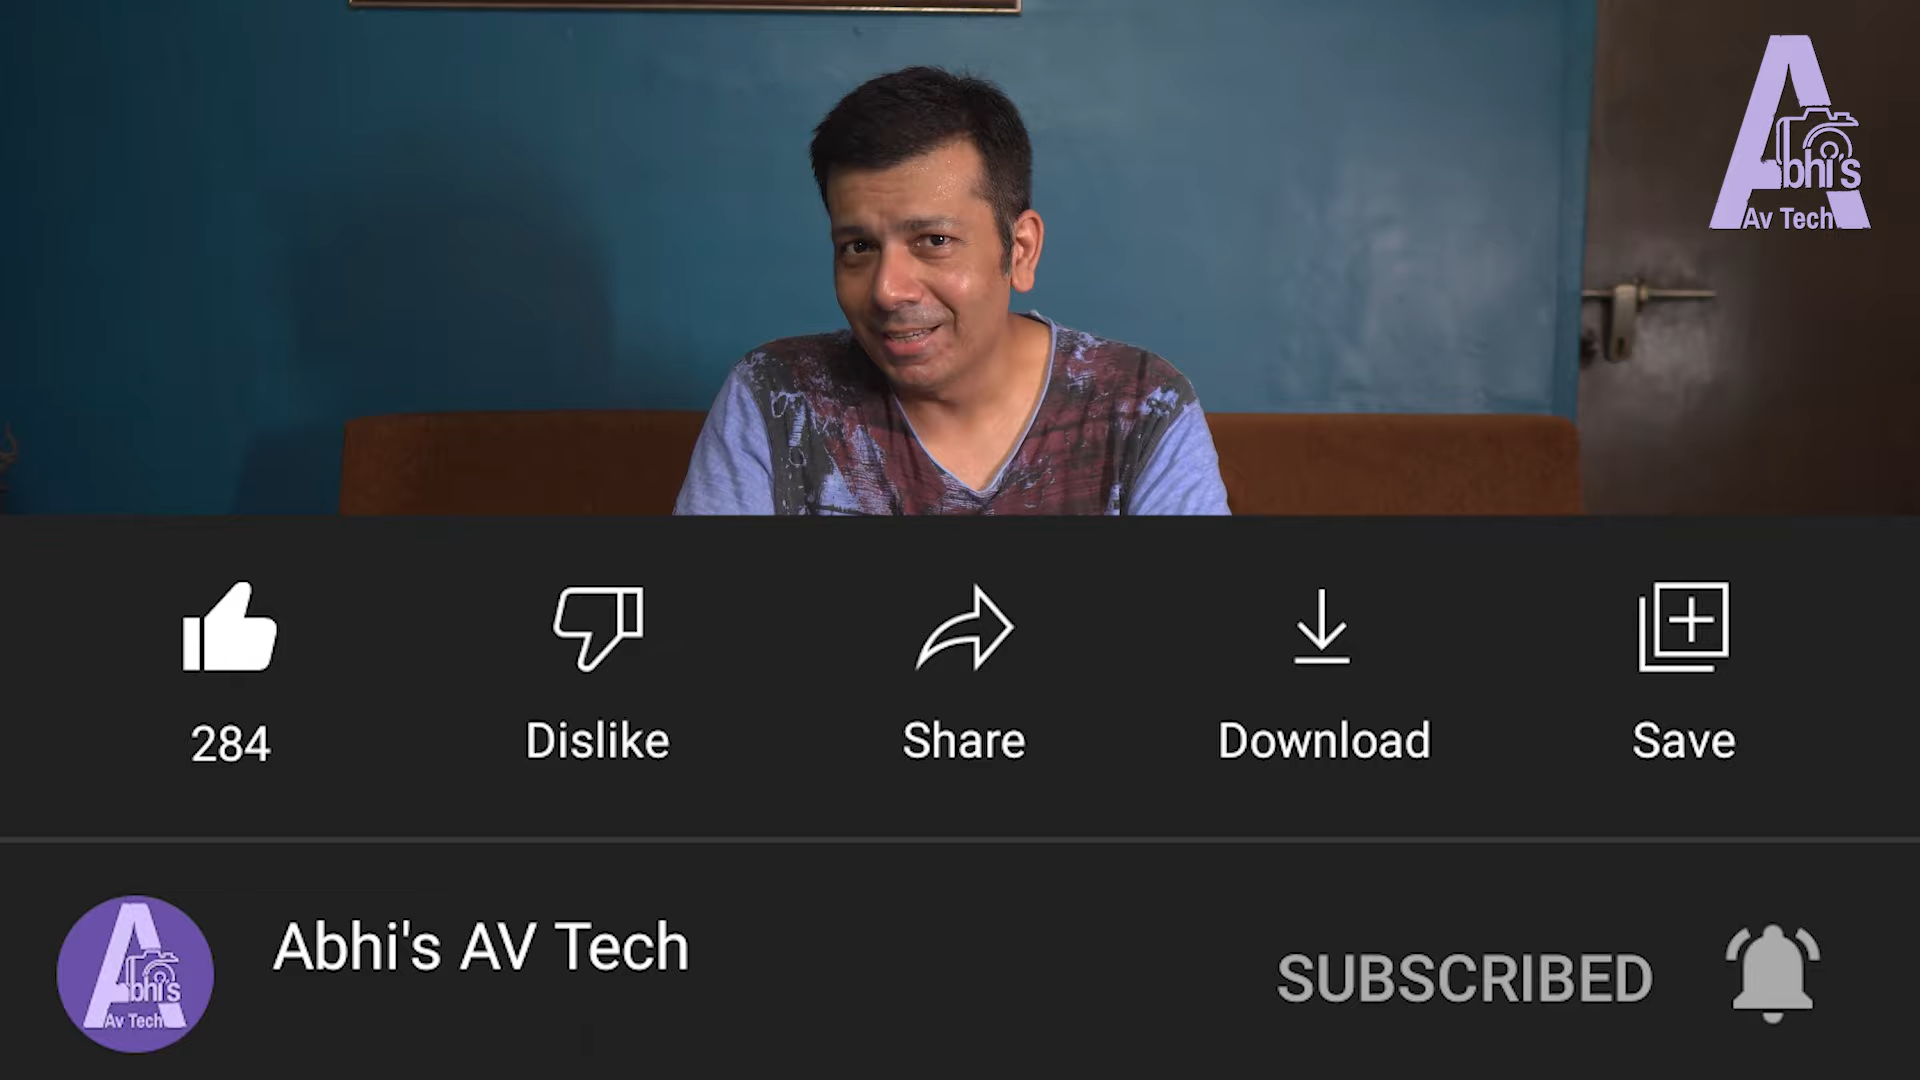 Abhi's
Av Tech
284
Dislike
Share
Download
Save
Abhi's AV Tech
SUBSCRIBED
Abhi's
Av Tech